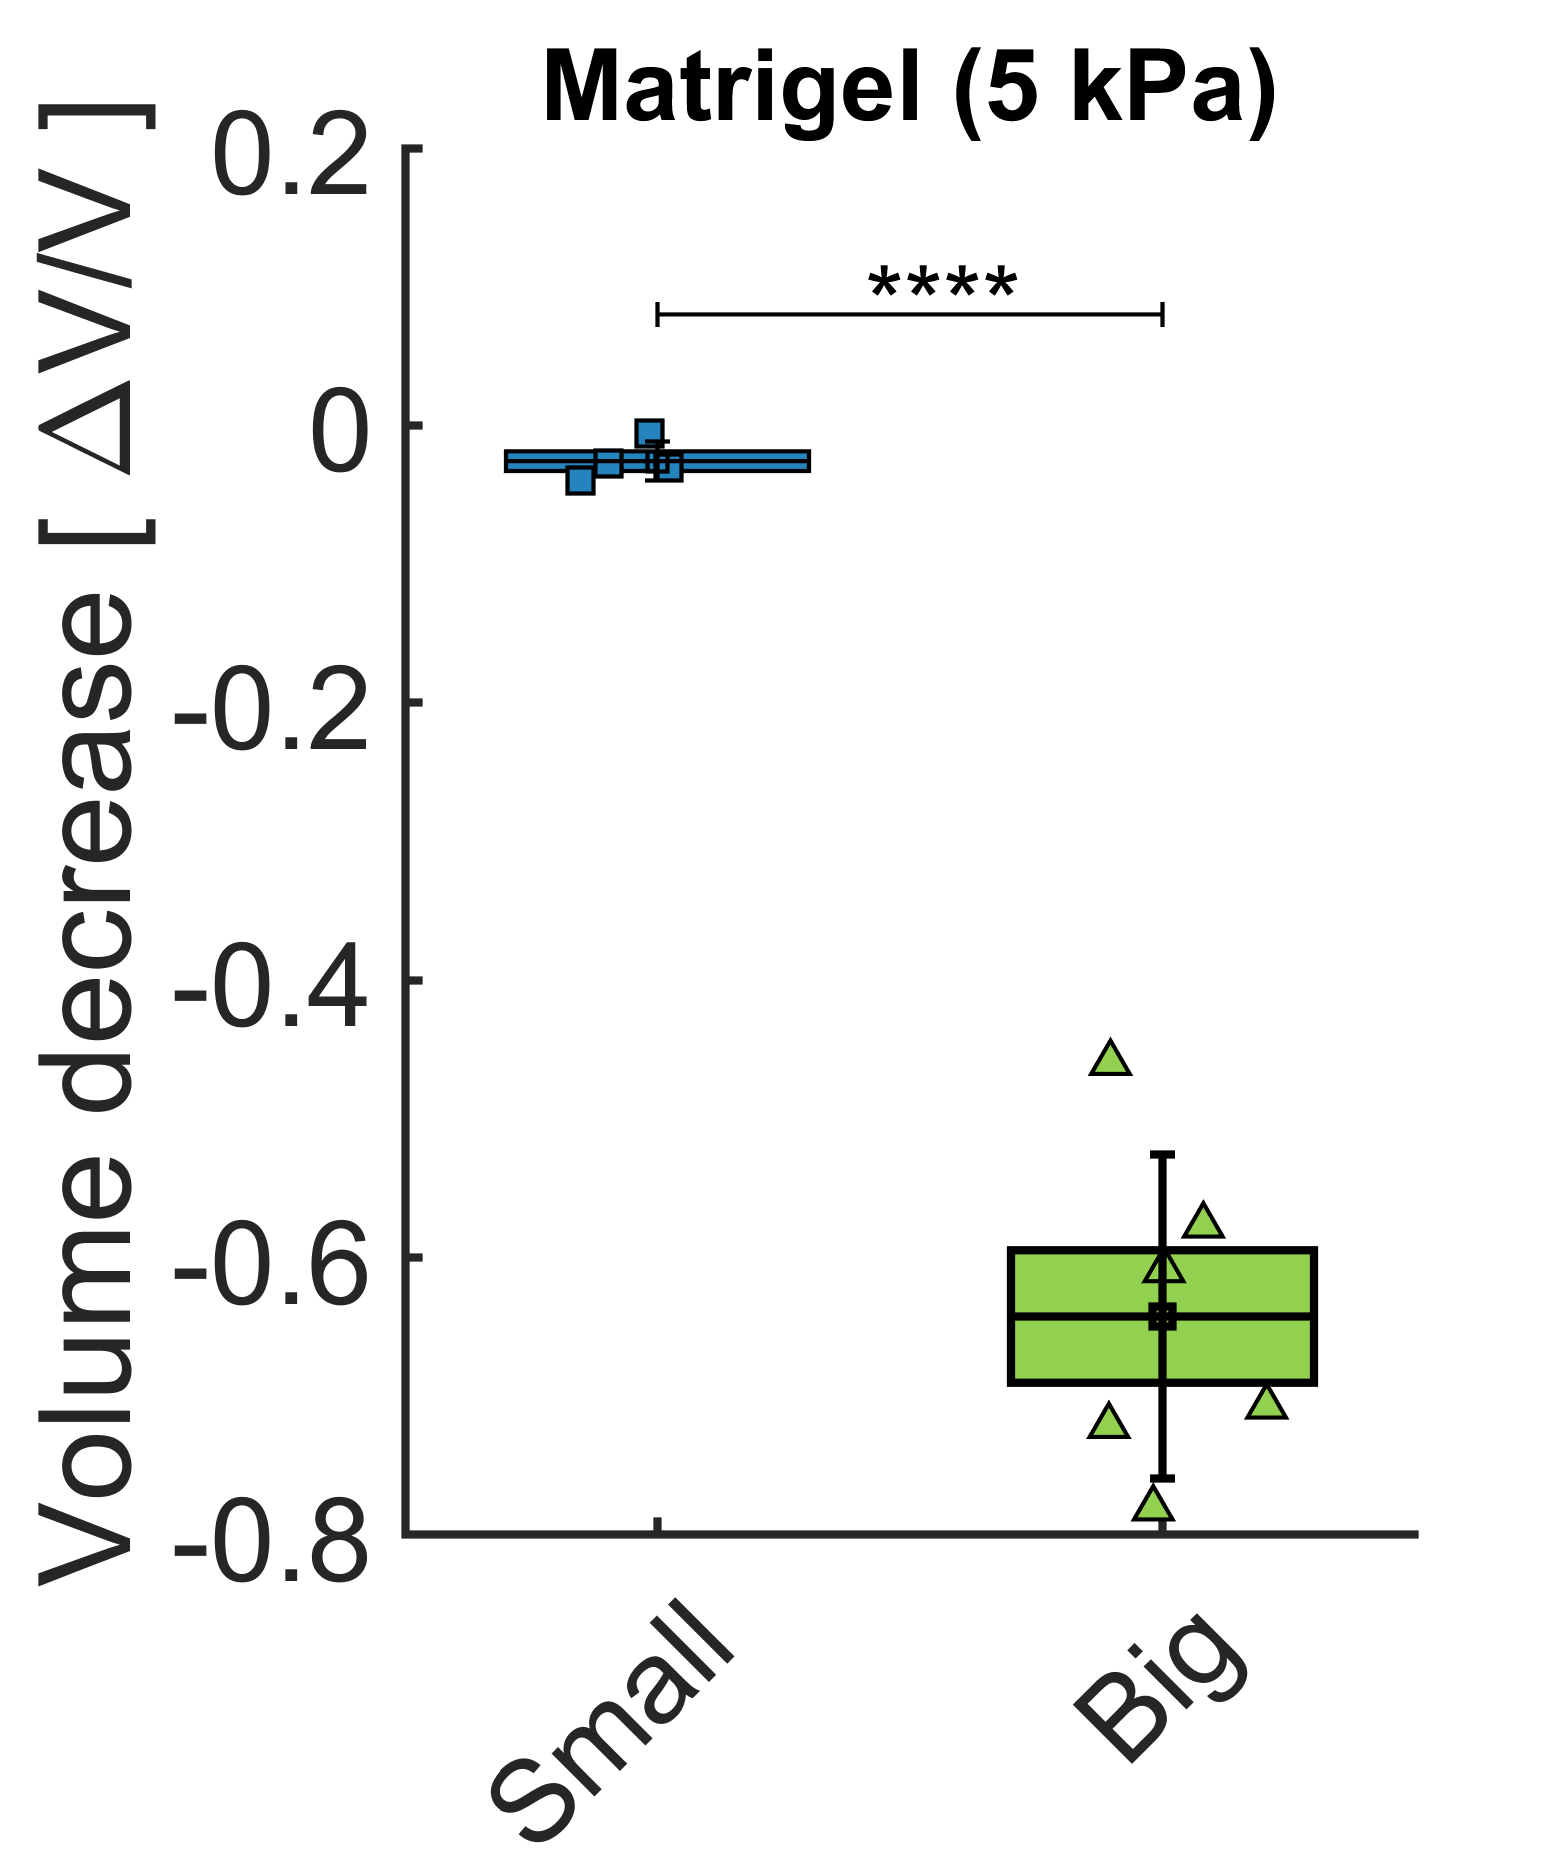 Matrigel (5 kPa)
Volume decrease [ ΔV/V ]
0.2
0
-0.2
-0.4
-0.6
-0.8
****
Small
Big